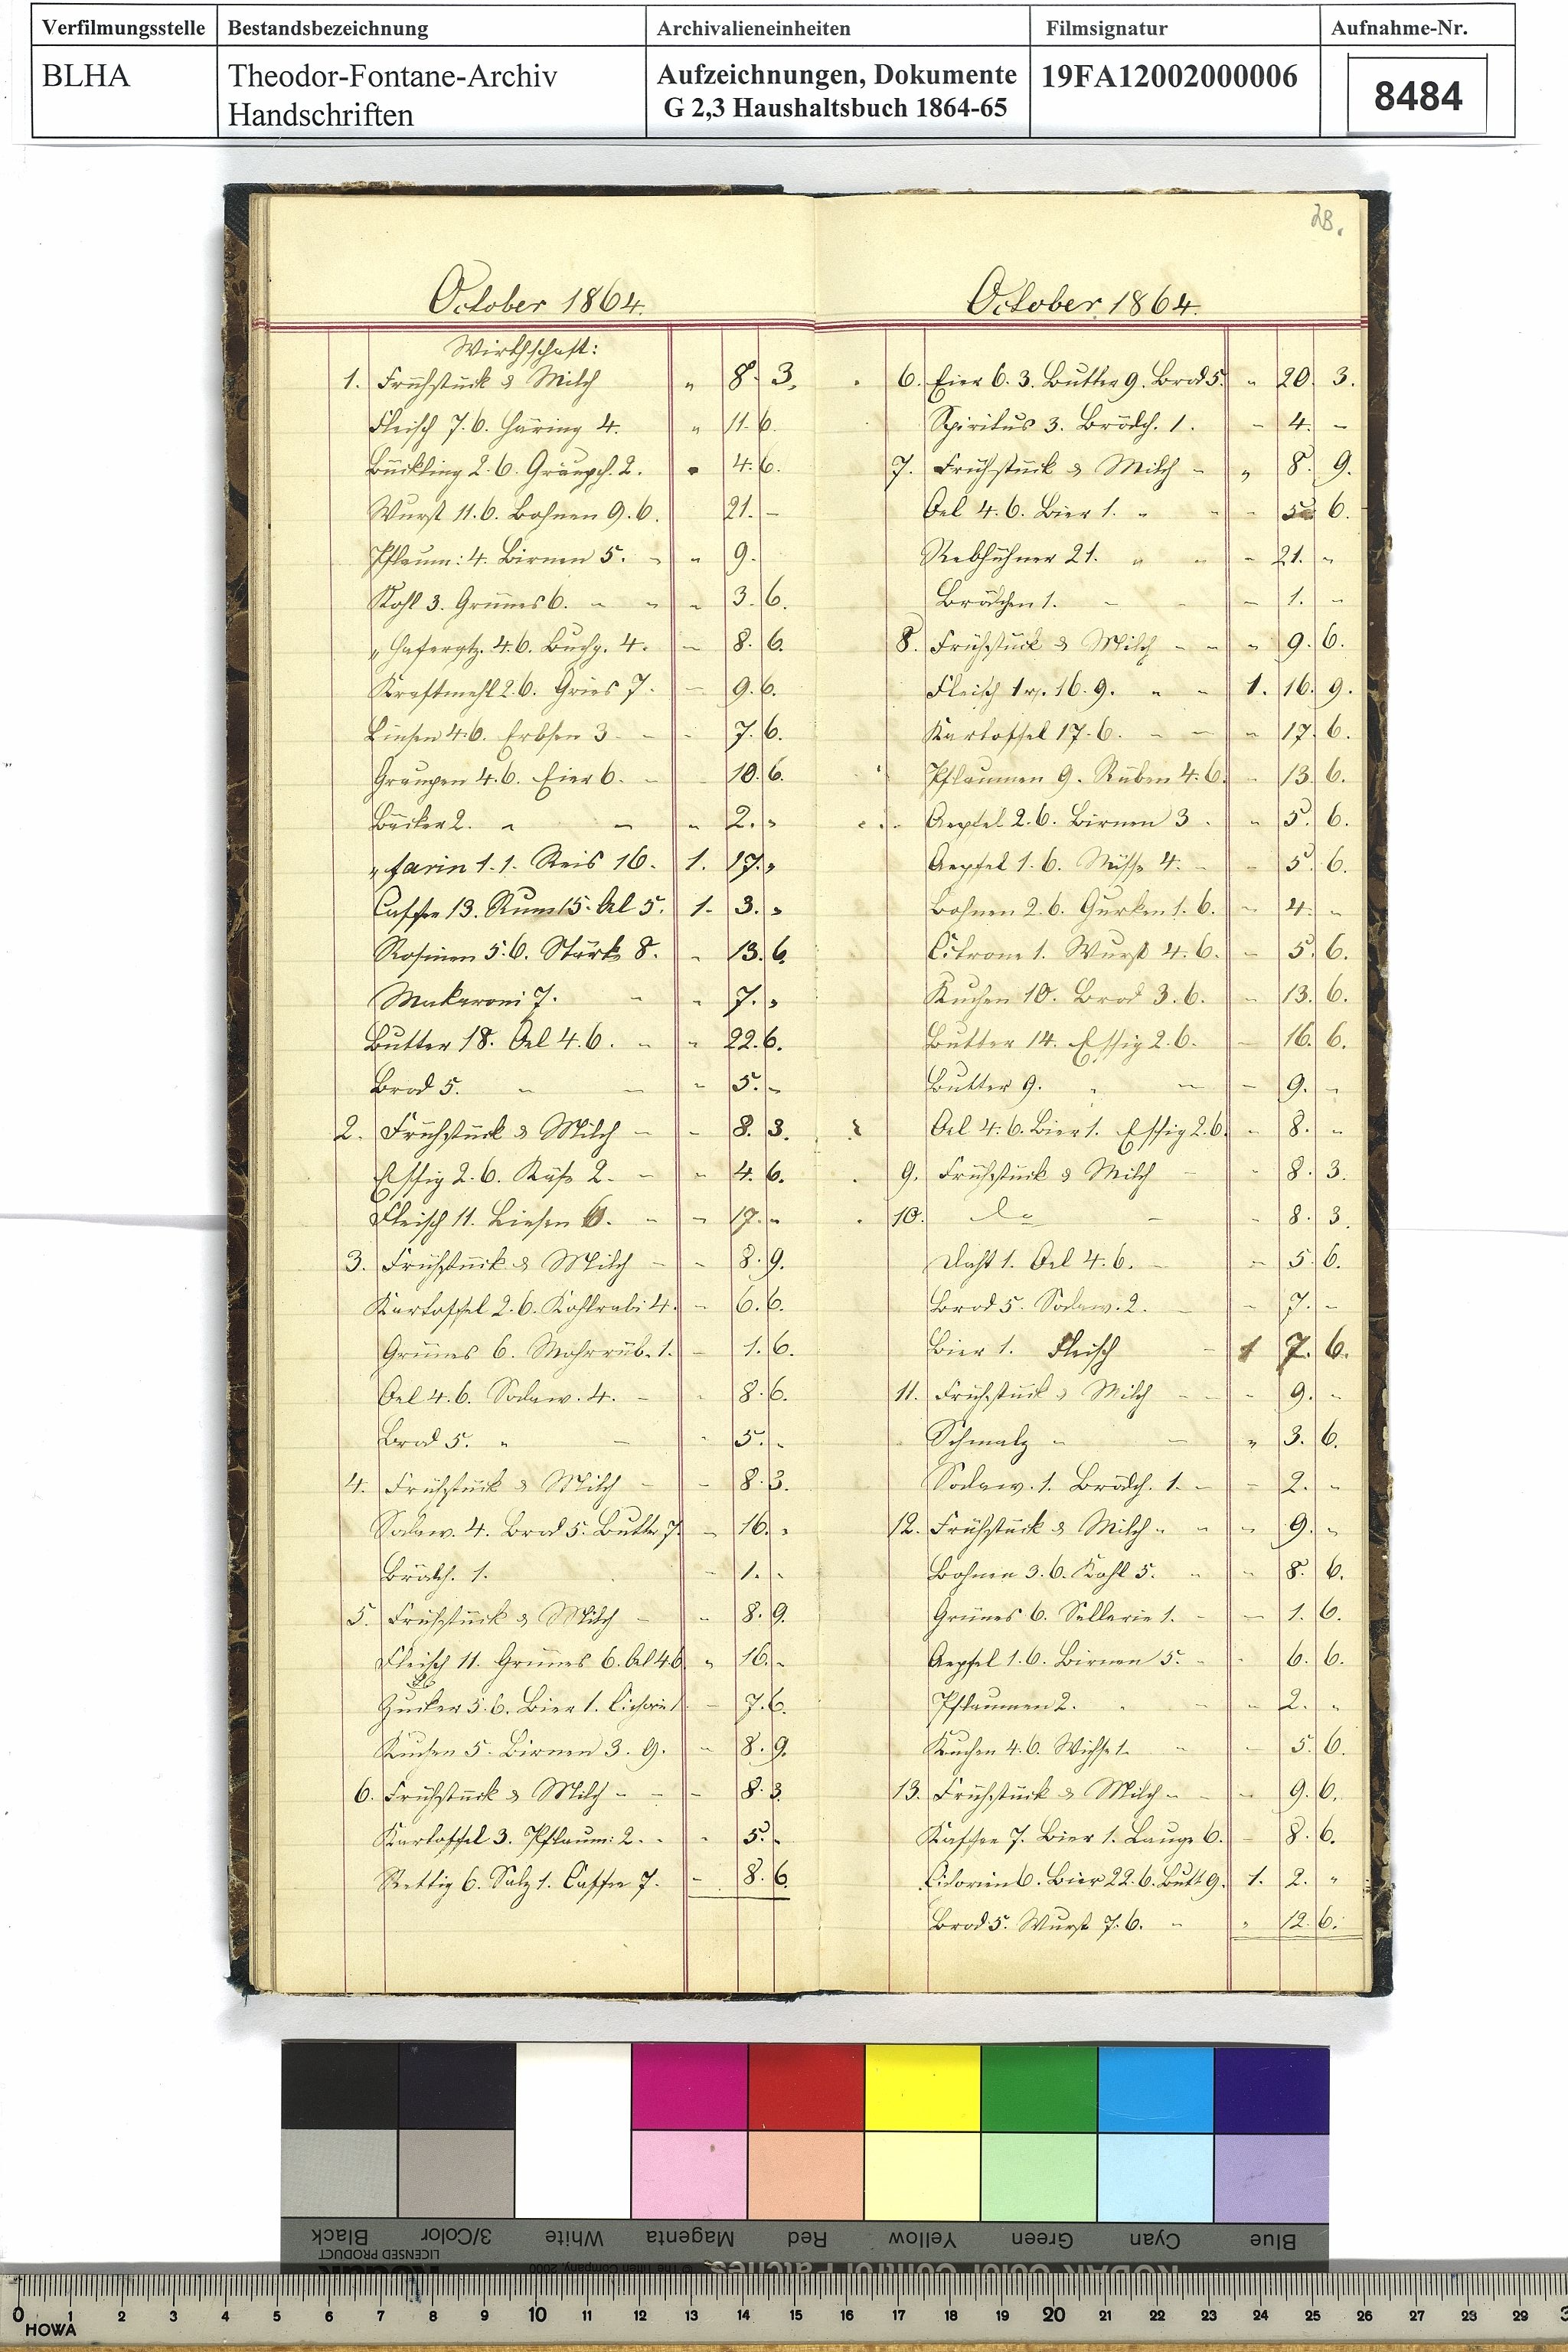 Verfilmungsstelle Bestandsbezeichnung Archivalieneinheiten Filmsignatur Aufnahme-Nr.
BLHA Theodor-Fontane-Archiv Handschriften Aufzeichnungen, Dokumente G 2,3 Haushaltsbuch 1864-65 19FA12002000006 8484
October 1864.
Wirthschaft:
1. Frühstück & Milch " 8. 3.
Fleisch 7.6. Häring 4. " 11. 6.
Bückling 2.6. Gräupch. 2. " 4. 6.
Wurst 11.6. Bohnen 9.6. 21. -
Pflaum: 4. Birnen 5. - " 9.
Kohl 3. Grünes 6. - - " 3. 6.
" Hafergtz. 4.6. Buchg. 4. - 8. 6.
Kraftmehl 2.6. Gries 7. - 9. 6.
Linsen 4.6. Erbsen 3 - - 7. 6.
Graupen 4.6. Eier 6. - 10. 6.
Bäcker 2. " - " 2. "
" Farin 1.1. Reis 16. 1. 17. "
Caffee 13. Rum 15. Oel 5. 1. 3. "
Rosinen 5.6. Stärke 8. - 13. 6.
Makaroni 7. - - 7. "
Butter 18. Oel 4.6. - - 22. 6.
Brod 5. - - - 5. -
2. Frühstück & Milch - - 8. 3.
Essig 2.6. Käse 2. - - 4. 6.
Fleisch 11. Linsen 6. - - 17. -
3. Frühstück & Milch - - 8. 9.
Kartoffel 2.6. Kohlrabi 4. - 6. 6.
Grünes 6. Mohrrüb. 1. - 1. 6.
Oel 4.6. Sodaw. 4. - - 8. 6.
Brod 5. " - - 5. -
4. Frühstück & Milch - - 8. 3.
Sodaw. 4. Brod 5. Butter 7. - 16. "
Brödch. 1. - 1. -
5. Frühstück & Milch - - 8. 9.
Fleisch 11. Grünes 6. Oel 4.6 " 16. -
Zucker 5.6. Bier 1. Cichorie 1. - 7. 6.
Kuchen 5. Birnen 3.9. - 8. 9.
6. Frühstück & Milch - - - 8. 3.
Kartoffel 3. Pflaum: 2. - - 5. -
Rettig 6. Salz 1. Caffee 7. - 8. 6.
28.
October 1864.
6. Eier 6.3. Butter 9. Brod 5. " 20. 3.
Spiritus 3. Brödch. 1. - 4. -
7. Frühstück & Milch - " 8. 9.
Oel 4.6. Bier 1. - - - 5. 6.
Rebhühner 21. " - - 21. "
Brödchen 1. - - - 1. -
8. Frühstück & Milch - - " 9. 6.
Fleisch 1 rt. 16.9. - - 1. 16. 9.
Kartoffel 17.6. - - " 17. 6.
Pflaumen 9. Rüben 4.6. - 13. 6.
Aepfel 2.6. Birnen 3. " 5. 6.
Aepfel 1.6. Nüsse 4. - - 5. 6.
Bohnen 2.6. Gurken 1.6. - 4. -
Citrone 1. Wurst 4.6. - 5. 6.
Kuchen 10. Brod 3.6. - 13. 6.
Butter 14. Essig 2.6. - 16. 6.
Butter 9. - - - 9. -
Oel 4.6. Bier 1. Essig 2.6. - 8. "
9. Frühstück & Milch - - 8. 3.
10. do - - 8. 3.
Docht 1. Oel 4.6. - - 5. 6.
Brod 5. Sodaw. 2. - - 7. -
Bier 1. Fleisch - 1 7. 6.
11. Frühstück & Milch - - - 9. -
Schmalz - - " 3. 6.
Sodaw. 1. Brödch. 1. - - 2. -
12. Frühstück & Milch - - - 9. "
Bohnen 3.6. Kohl 5. - - 8. 6.
Grünes 6. Sellerie 1. - - 1. 6.
Aepfel 1.6. Birnen 5. - - 6. 6.
Pflaumen 2. - - - 2. "
Kuchen 4.6. Wichse 1. - - 5. 6.
13. Frühstück & Milch - - - 9. 6.
Kaffee 7. Bier 1. Lauge 6. - 8. 6.
Cichorien 6. Bier 22.6. Butt 9. 1. 2. "
Brod 5. Wurst 7.6. - " 12. 6.
Black 3/Color White Magenta Red Yellow Green Cyan Blue
Kodak LICENSED PRODUCT © The Tiffen Company, 2000 KODAK Color Control Patches
0 1 2 3 4 5 6 7 8 9 10 11 12 13 14 15 16 17 18 19 20 21 22 23 24 25 26 27 28 29 3
HOWA